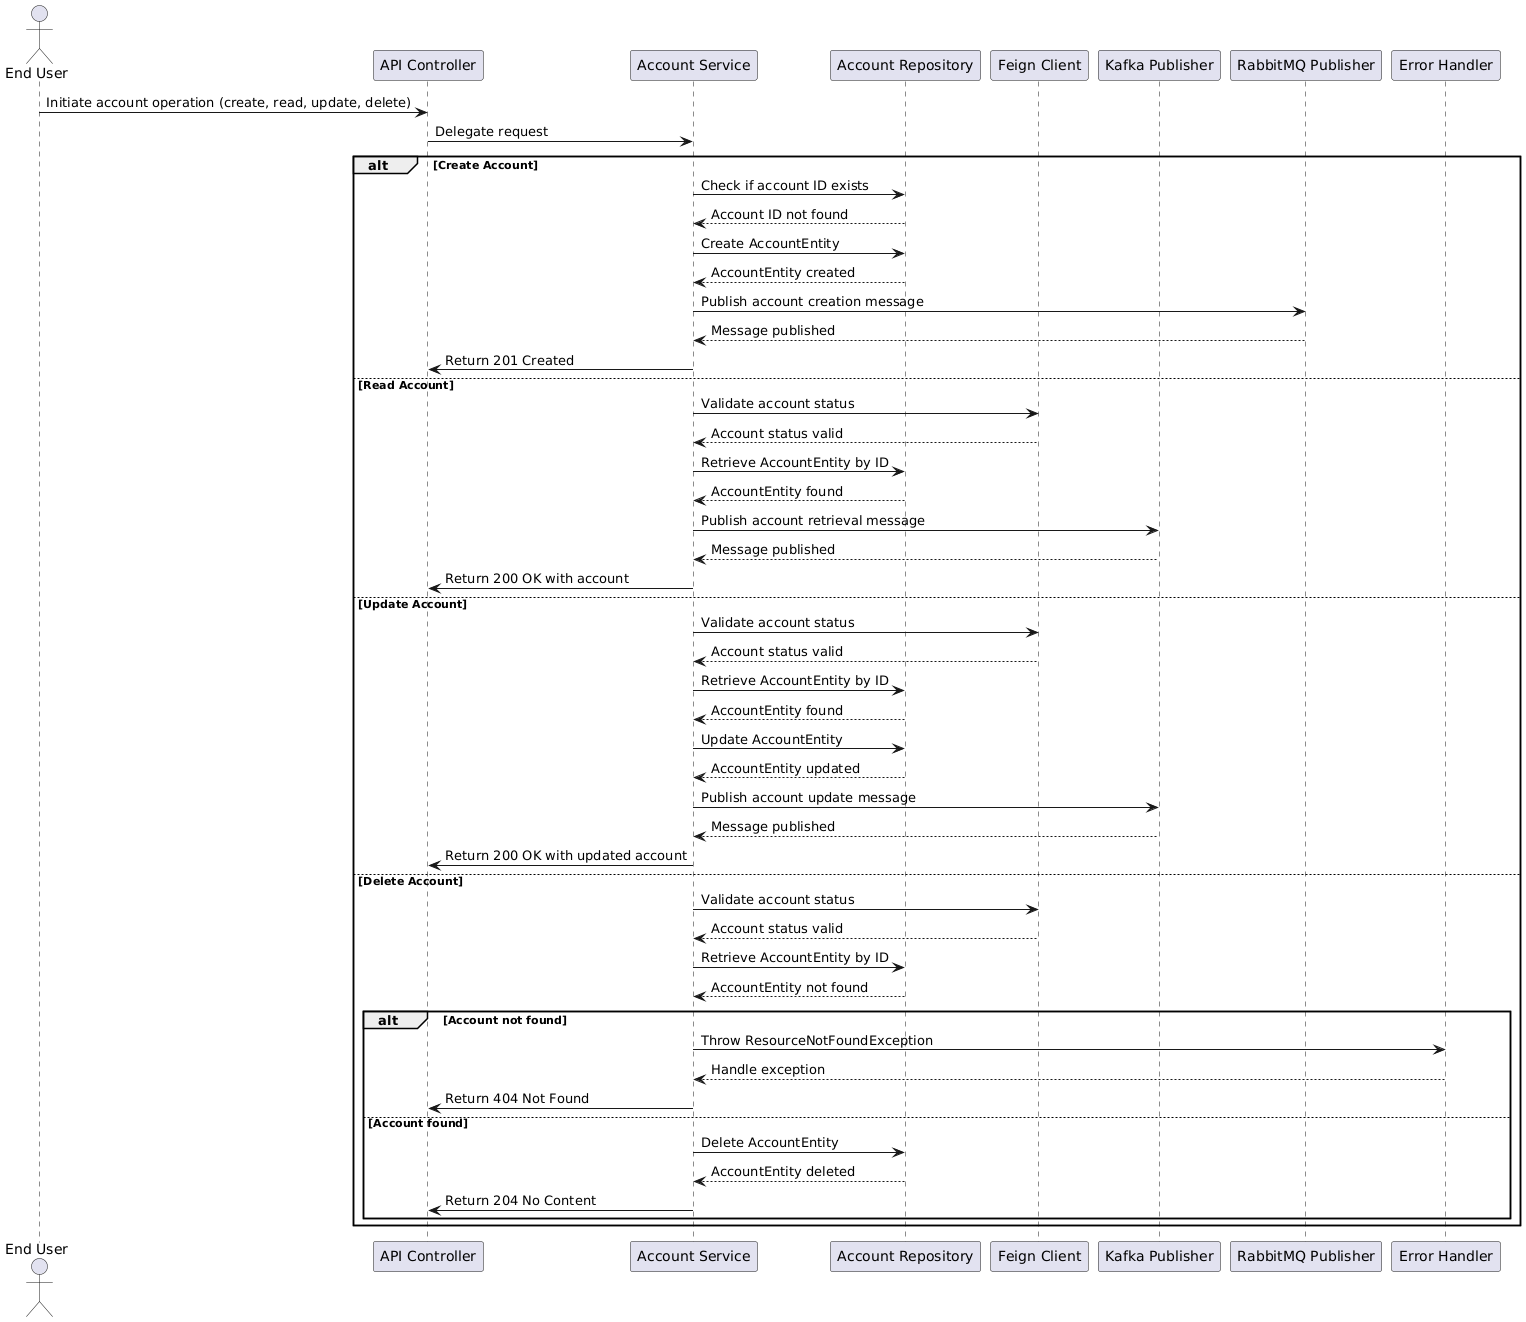 End User
API Controller
Account Service
Account Repository
Feign Client
Kafka Publisher
RabbitMQ Publisher
Error Handler
Initiate account operation (create, read, update, delete)
Delegate request
alt
[Create Account]
Check if account ID exists
Account ID not found
Create AccountEntity
AccountEntity created
Publish account creation message
Message published
Return 201 Created
[Read Account]
Validate account status
Account status valid
Retrieve AccountEntity by ID
AccountEntity found
Publish account retrieval message
Message published
Return 200 OK with account
[Update Account]
Validate account status
Account status valid
Retrieve AccountEntity by ID
AccountEntity found
Update AccountEntity
AccountEntity updated
Publish account update message
Message published
Return 200 OK with updated account
[Delete Account]
Validate account status
Account status valid
Retrieve AccountEntity by ID
AccountEntity not found
alt
[Account not found]
Throw ResourceNotFoundException
Handle exception
Return 404 Not Found
[Account found]
Delete AccountEntity
AccountEntity deleted
Return 204 No Content
End User
API Controller
Account Service
Account Repository
Feign Client
Kafka Publisher
RabbitMQ Publisher
Error Handler